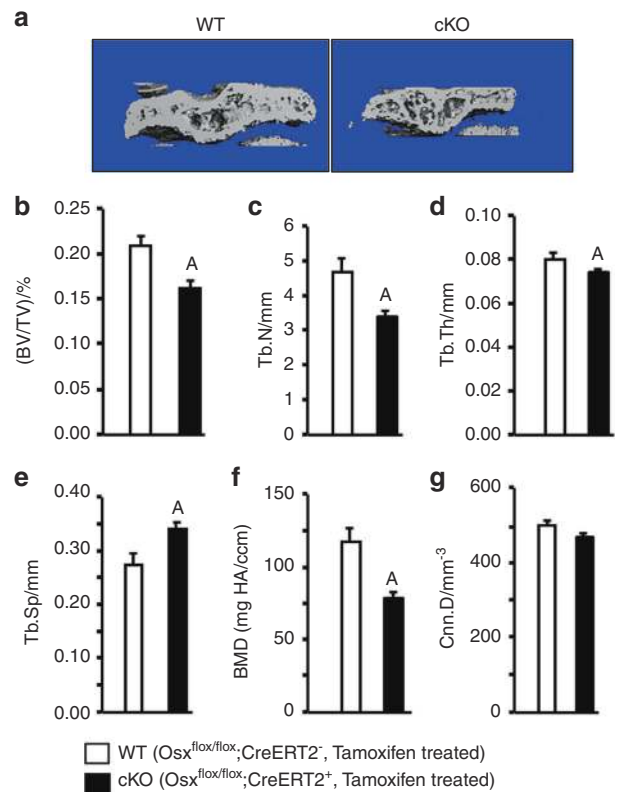 a
WT cKO
b c d
0.25
0.20
0.15
0.10
0.05
0.00
(BV/TV)/%
A
6
5
4
3
2
1
0
Tb.N/mm
A
0.10
0.08
0.06
0.04
0.02
0.00
Tb.Th/mm
A
e f g
0.40
0.30
0.20
0.10
0.00
Tb.Sp/mm
A
150
100
50
0
BMD (mg HA/ccm)
A
600
400
200
0
Cnn.D/mm⁻³
WT (Osx^flox/flox;CreERT2⁻, Tamoxifen treated)
cKO (Osx^flox/flox;CreERT2⁺, Tamoxifen treated)